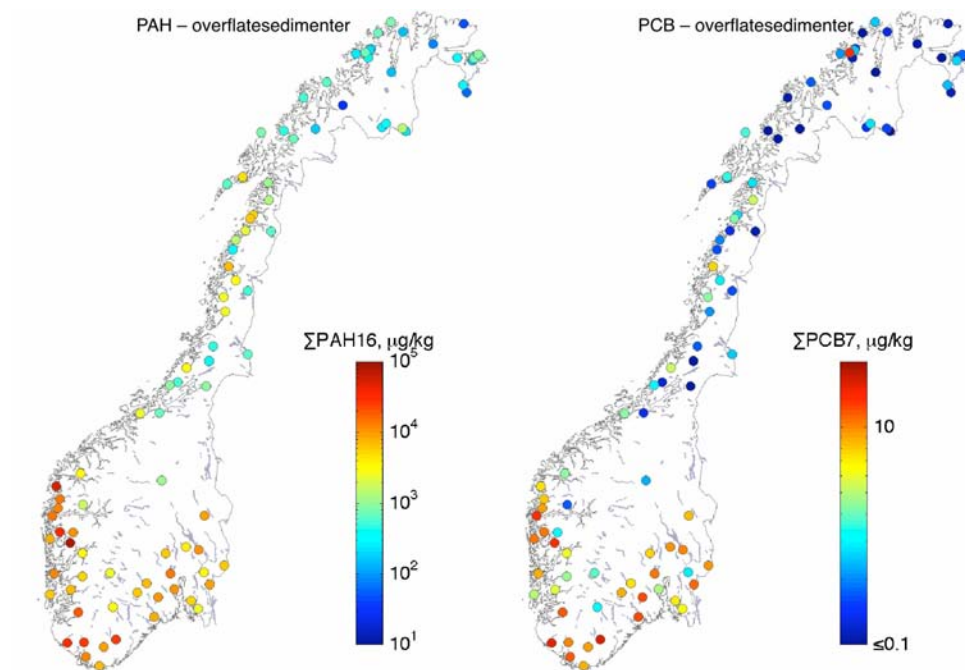 PAH – overflatesedimenter
PCB – overflatesedimenter
∑PAH16, µg/kg
10⁵
10⁴
10³
10²
10¹
∑PCB7, µg/kg
10
≤0.1